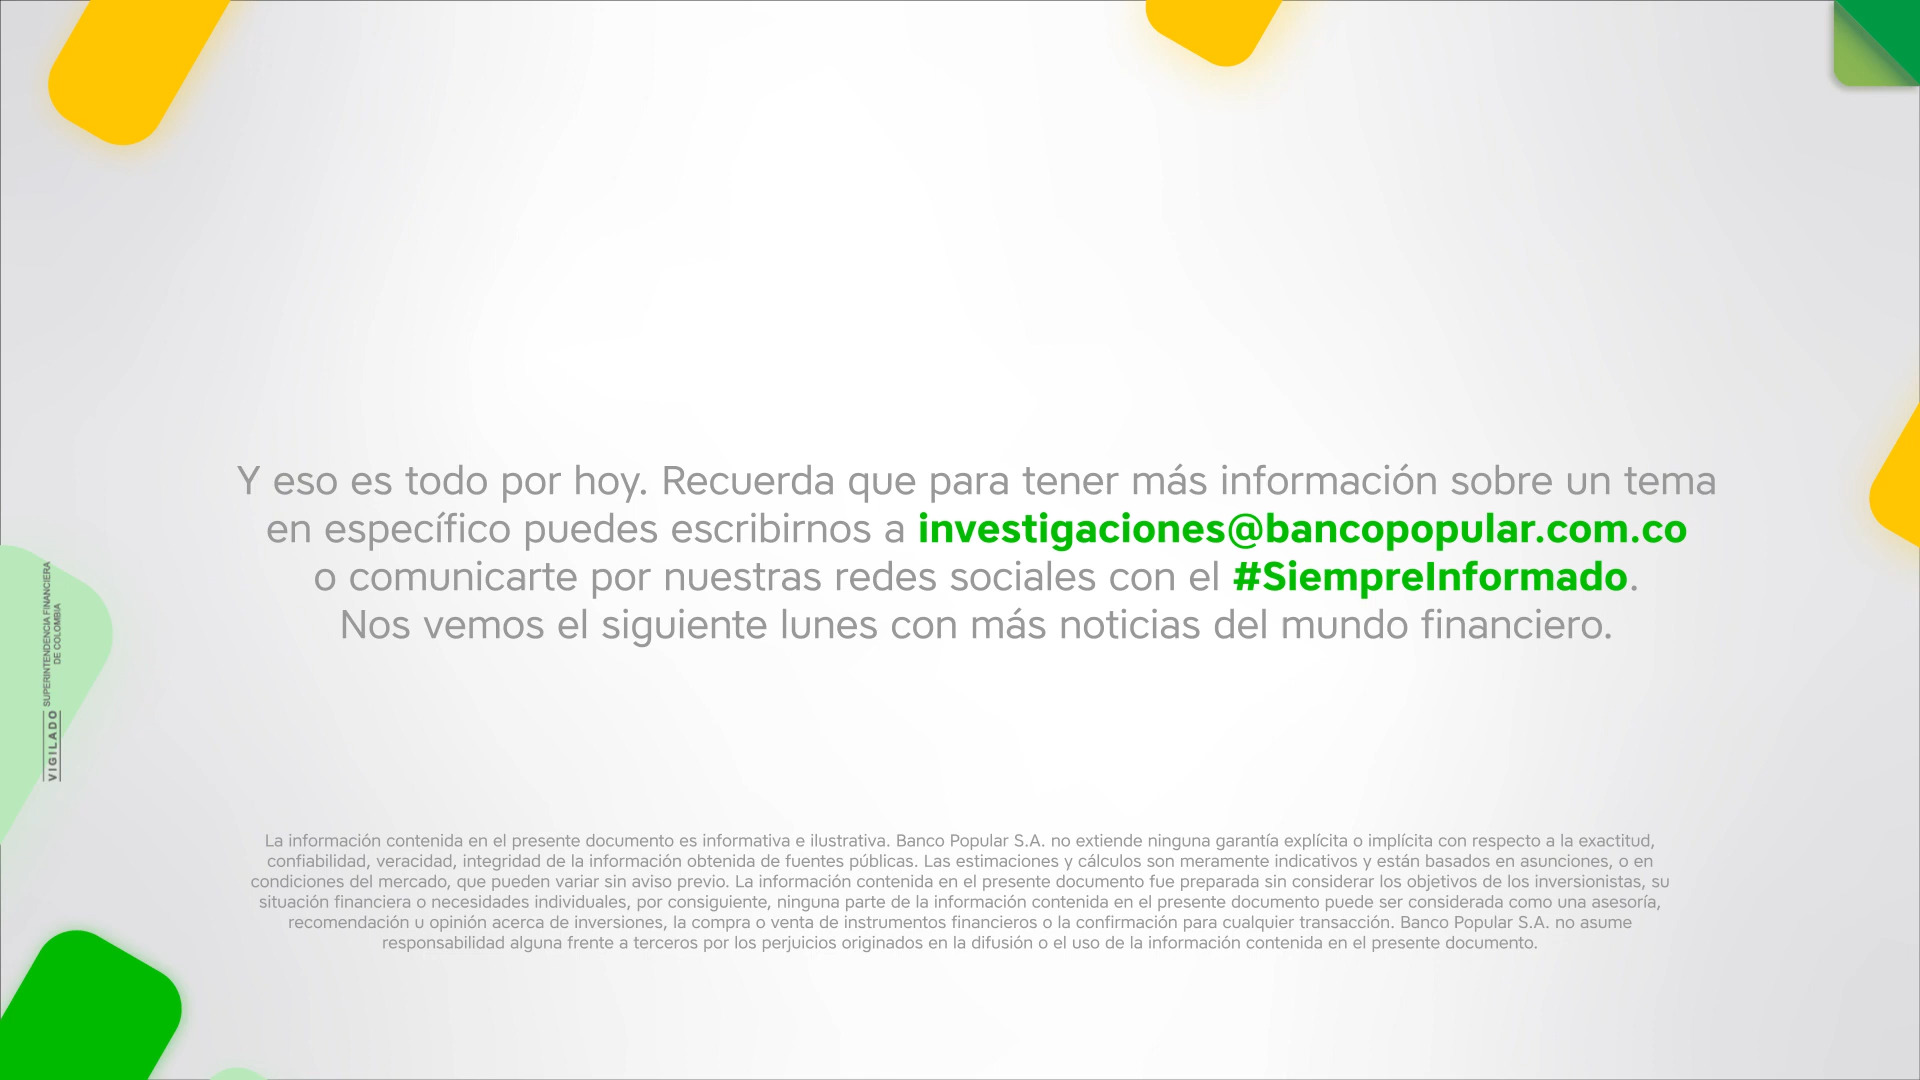 Y eso es todo por hoy. Recuerda que para tener más información sobre un tema
en específico puedes escribirnos a investigaciones@bancopopular.com.co
o comunicarte por nuestras redes sociales con el #SiempreInformado.
Nos vemos el siguiente lunes con más noticias del mundo financiero.
VIGILADO
SUPERINTENDENCIA FINANCIERA
DE COLOMBIA
La información contenida en el presente documento es informativa e ilustrativa. Banco Popular S.A. no extiende ninguna garantía explícita o implícita con respecto a la exactitud,
confiabilidad, veracidad, integridad de la información obtenida de fuentes públicas. Las estimaciones y cálculos son meramente indicativos y están basados en asunciones, o en
condiciones del mercado, que pueden variar sin aviso previo. La información contenida en el presente documento fue preparada sin considerar los objetivos de los inversionistas, su
situación financiera o necesidades individuales, por consiguiente, ninguna parte de la información contenida en el presente documento puede ser considerada como una asesoría,
recomendación u opinión acerca de inversiones, la compra o venta de instrumentos financieros o la confirmación para cualquier transacción. Banco Popular S.A. no asume
responsabilidad alguna frente a terceros por los perjuicios originados en la difusión o el uso de la información contenida en el presente documento.